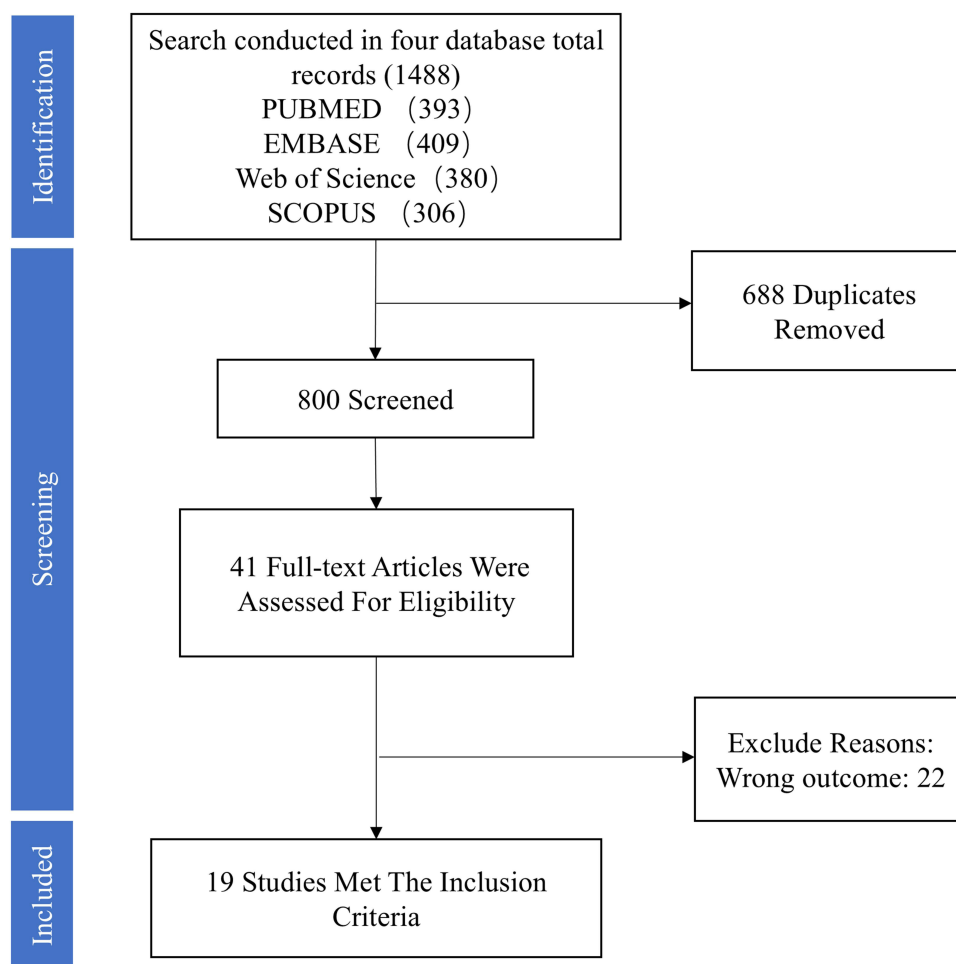 Identification
Search conducted in four database total
records (1488)
PUBMED （393）
EMBASE （409）
Web of Science（380）
SCOPUS （306）
688 Duplicates
Removed
Screening
800 Screened
41 Full-text Articles Were
Assessed For Eligibility
Exclude Reasons:
Wrong outcome: 22
Included
19 Studies Met The Inclusion
Criteria